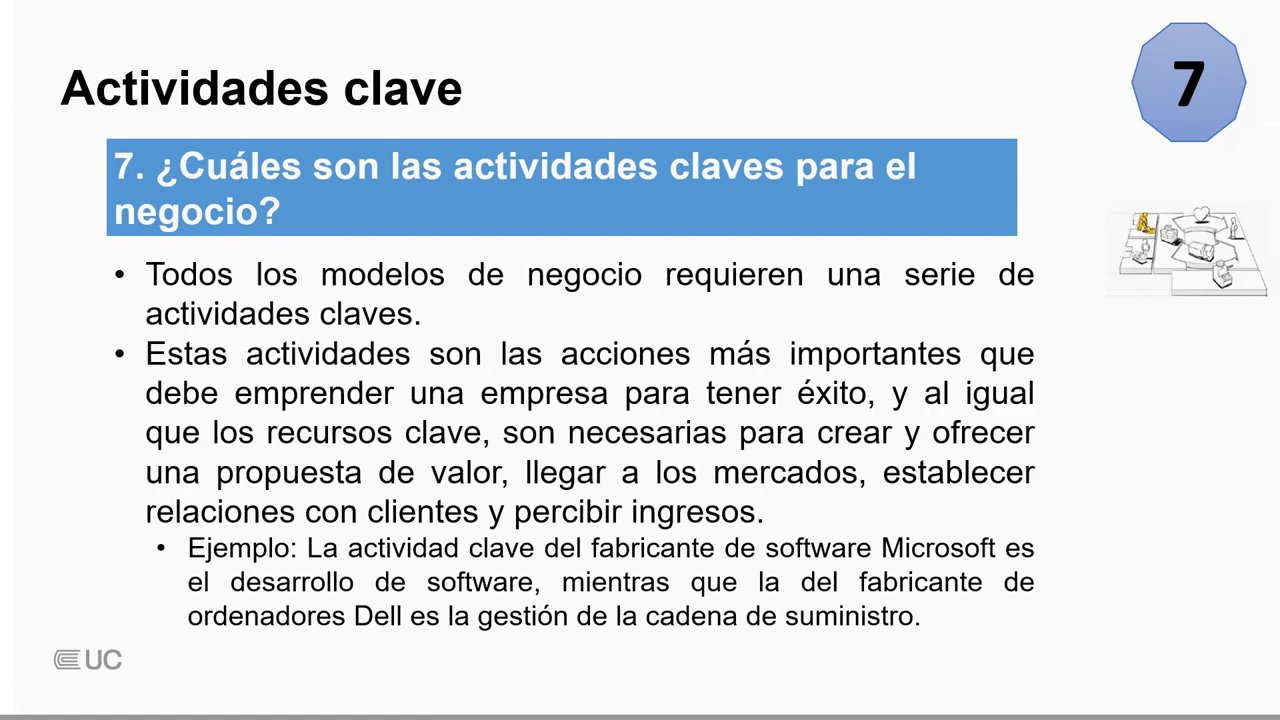 7
Actividades clave
7. ¿Cuáles son las actividades claves para el
negocio?
• Todos los modelos de negocio requieren una serie de
actividades claves.
• Estas actividades son las acciones más importantes que
debe emprender una empresa para tener éxito, y al igual
que los recursos clave, son necesarias para crear y ofrecer
una propuesta de valor, llegar a los mercados, establecer
relaciones con clientes y percibir ingresos.
• Ejemplo: La actividad clave del fabricante de software Microsoft es
el desarrollo de software, mientras que la del fabricante de
ordenadores Dell es la gestión de la cadena de suministro.
UC